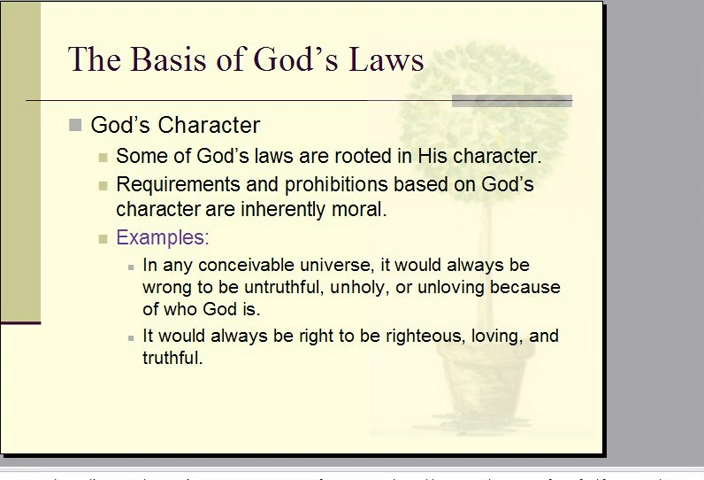 The Basis of God's Laws
God's Character
Some of God's laws are rooted in His character.
Requirements and prohibitions based on God's
character are inherently moral.
Examples:
In any conceivable universe, it would always be
wrong to be untruthful, unholy, or unloving because
of who God is.
It would always be right to be righteous, loving, and
truthful.